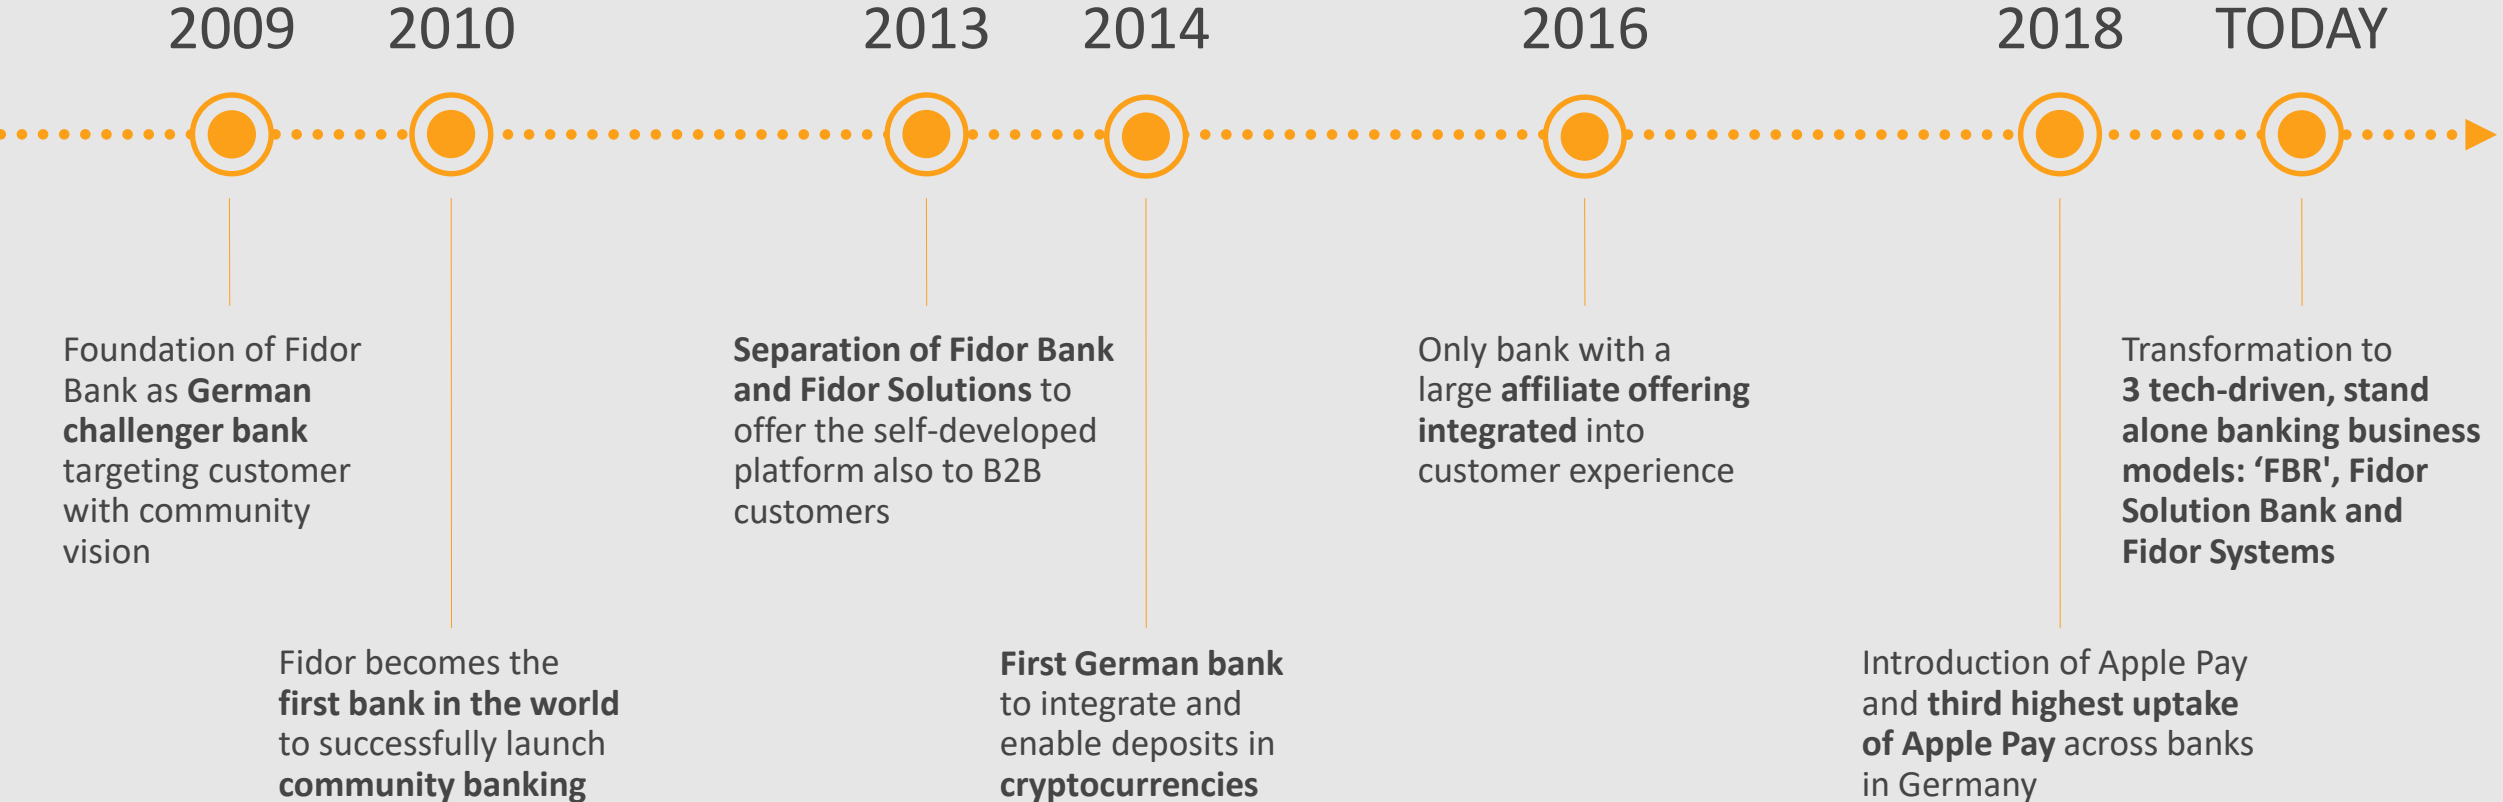 2009
2010
2013
2014
2016
2018
TODAY
Foundation of Fidor
Bank as German
challenger bank
targeting customer
with community
vision
Fidor becomes the
first bank in the world
to successfully launch
community banking
Separation of Fidor Bank
and Fidor Solutions to
offer the self-developed
platform also to B2B
customers
First German bank
to integrate and
enable deposits in
cryptocurrencies
Only bank with a
large affiliate offering
integrated into
customer experience
Introduction of Apple Pay
and third highest uptake
of Apple Pay across banks
in Germany
Transformation to
3 tech-driven, stand
alone banking business
models: ‘FBR', Fidor
Solution Bank and
Fidor Systems